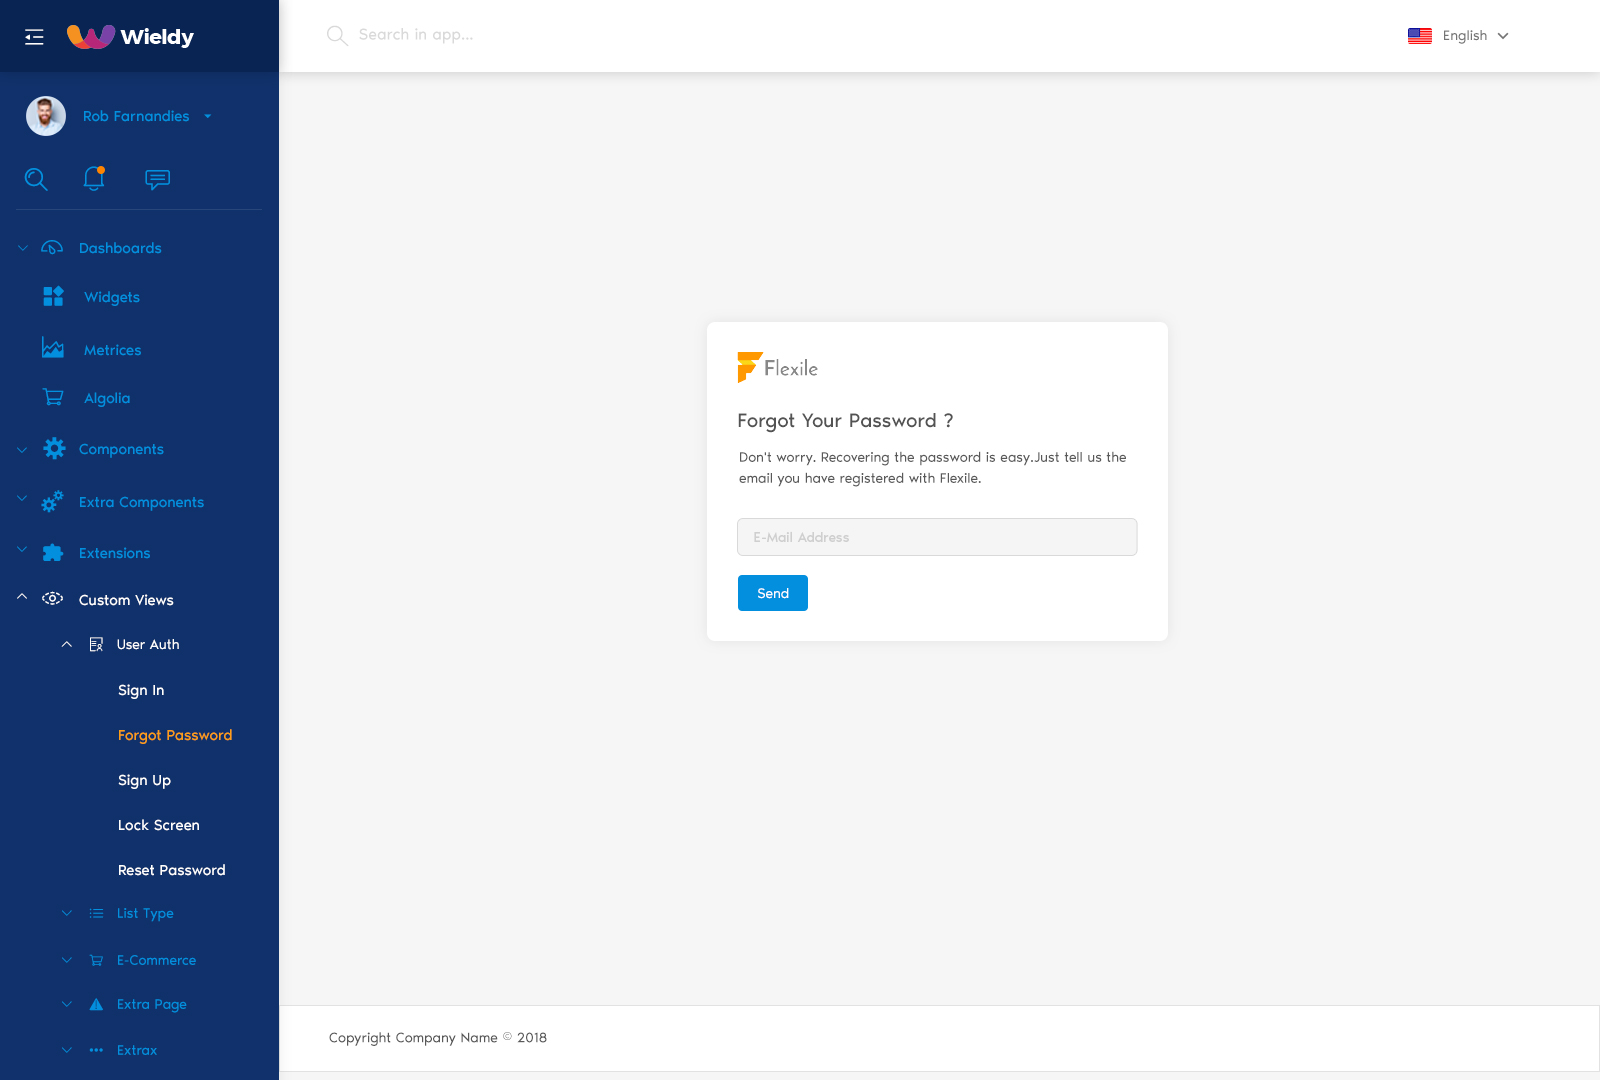 Wieldy
Search in app...
English
Rob Farnandies
Dashboards
Widgets
Metrices
Algolia
Components
Extra Components
Extensions
Custom Views
User Auth
Sign In
Forgot Password
Sign Up
Lock Screen
Reset Password
List Type
E-Commerce
Extra Page
Extrax
Flexile
Forgot Your Password ?
Don't worry. Recovering the password is easy.Just tell us the
email you have registered with Flexile.
E-Mail Address
Send
Copyright Company Name © 2018